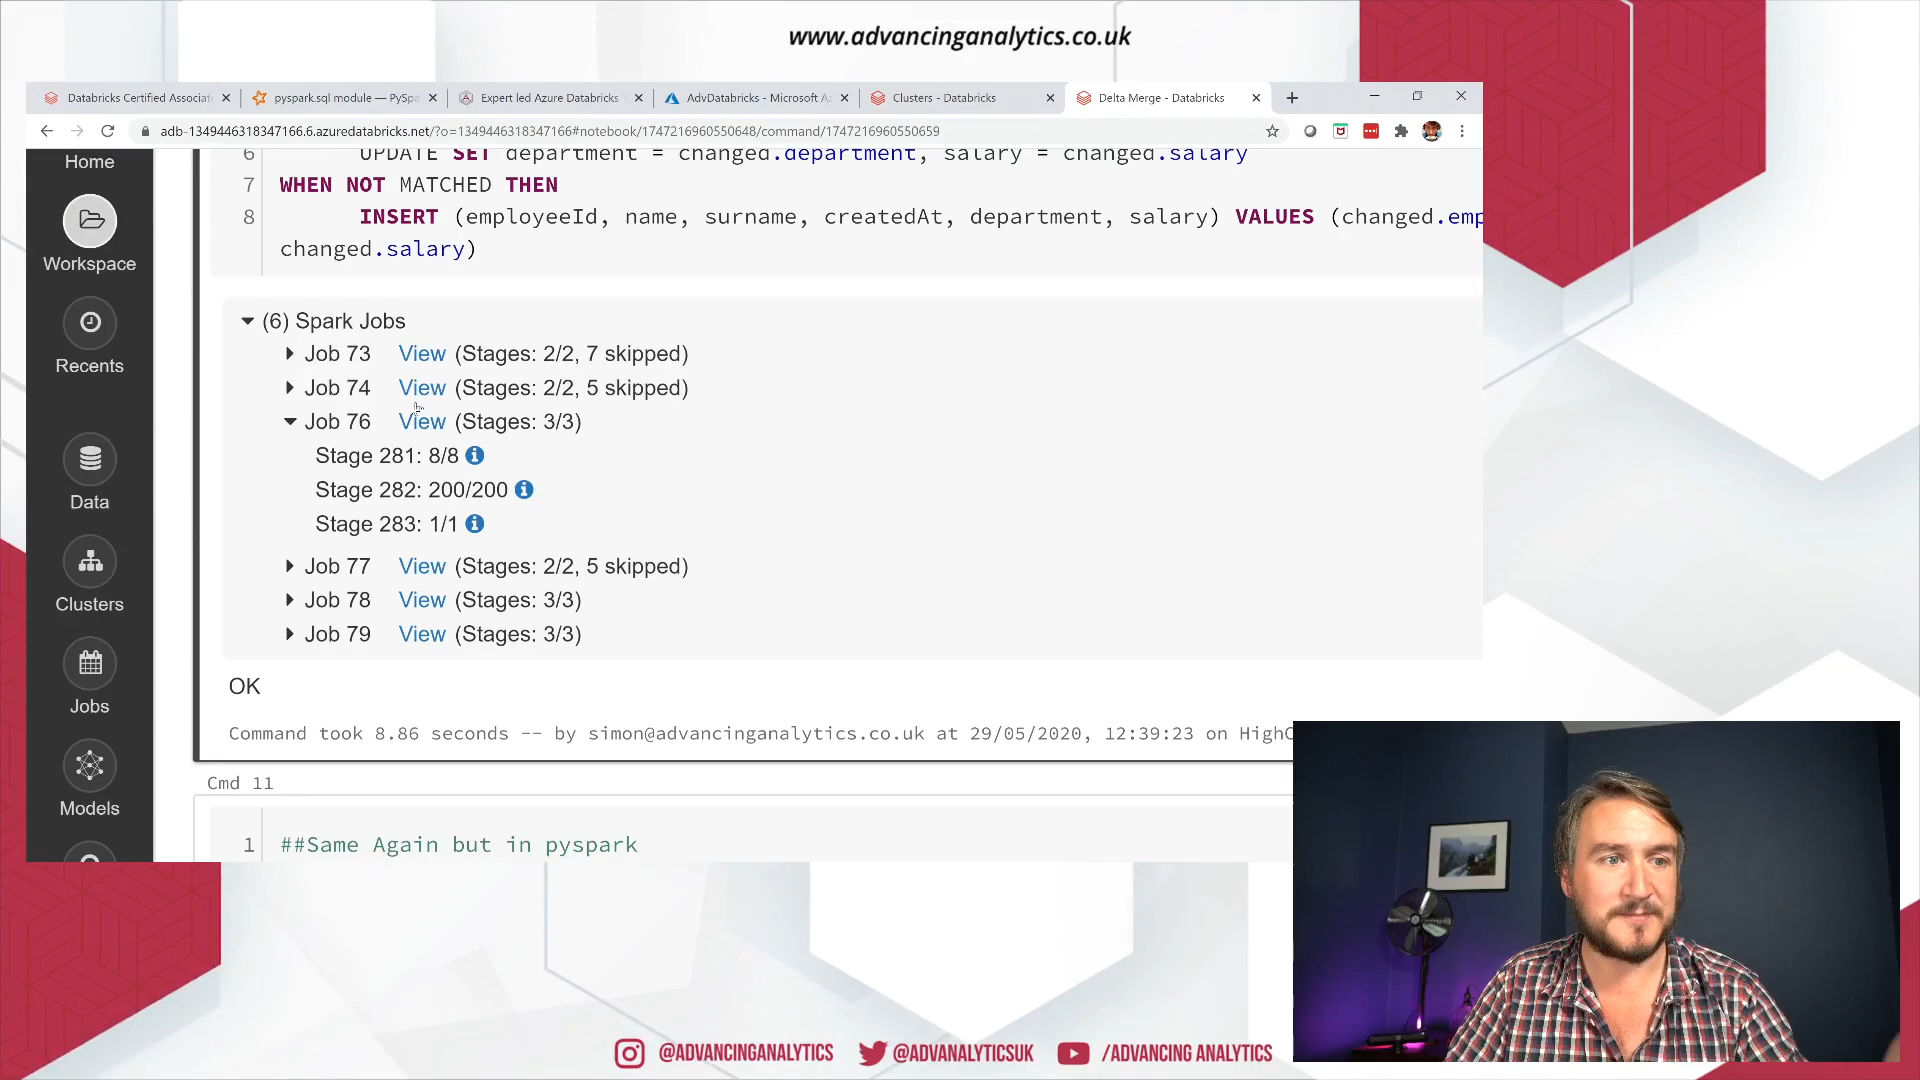 www.advancinganalytics.co.uk
Databricks Certified Associat
pyspark.sql module — PySpa
Expert led Azure Databricks T
AdvDatabricks - Microsoft Az
Clusters - Databricks
Delta Merge - Databricks
adb-1349446318347166.6.azuredatabricks.net/?o=1349446318347166#notebook/1747216960550648/command/1747216960550659
Home
Workspace
Recents
Data
Clusters
Jobs
Models
6 UPDATE SET department = changed.department, salary = changed.salary
7 WHEN NOT MATCHED THEN
8 INSERT (employeeId, name, surname, createdAt, department, salary) VALUES (changed.emp
changed.salary)
(6) Spark Jobs
Job 73 View (Stages: 2/2, 7 skipped)
Job 74 View (Stages: 2/2, 5 skipped)
Job 76 View (Stages: 3/3)
Stage 281: 8/8
Stage 282: 200/200
Stage 283: 1/1
Job 77 View (Stages: 2/2, 5 skipped)
Job 78 View (Stages: 3/3)
Job 79 View (Stages: 3/3)
OK
Command took 8.86 seconds -- by simon@advancinganalytics.co.uk at 29/05/2020, 12:39:23 on HighC
Cmd 11
1 ##Same Again but in pyspark
@ADVANCINGANALYTICS
@ADVANALYTICSUK
/ADVANCING ANALYTICS